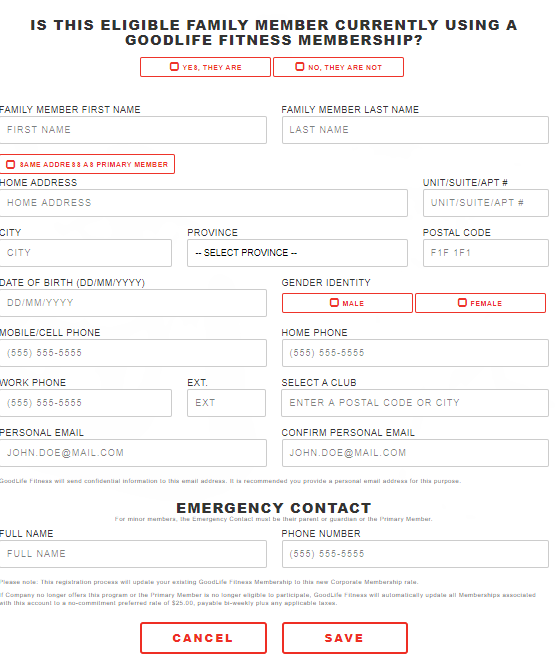 IS THIS ELIGIBLE FAMILY MEMBER CURRENTLY USING A
GOODLIFE FITNESS MEMBERSHIP?
YES, THEY ARE
NO, THEY ARE NOT
FAMILY MEMBER FIRST NAME
FAMILY MEMBER LAST NAME
FIRST NAME
LAST NAME
SAME ADDRESS AS PRIMARY MEMBER
HOME ADDRESS
UNIT/SUITE/APT #
HOME ADDRESS
UNIT/SUITE/APT #
CITY
PROVINCE
POSTAL CODE
CITY
-- SELECT PROVINCE --
F1F 1F1
DATE OF BIRTH (DD/MM/YYYY)
GENDER IDENTITY
DD/MM/YYYY
MALE
FEMALE
MOBILE/CELL PHONE
HOME PHONE
(555) 555-5555
(555) 555-5555
WORK PHONE
EXT.
SELECT A CLUB
(555) 555-5555
EXT
ENTER A POSTAL CODE OR CITY
PERSONAL EMAIL
CONFIRM PERSONAL EMAIL
JOHN.DOE@MAIL.COM
JOHN.DOE@MAIL.COM
GoodLife Fitness will send confidential information to this email address. It is recommended you provide a personal email address for this purpose.
EMERGENCY CONTACT
For minor members, the Emergency Contact must be their parent or guardian or the Primary Member.
FULL NAME
PHONE NUMBER
FULL NAME
(555) 555-5555
Please note: This registration process will update your existing GoodLife Fitness Membership to this new Corporate Membership rate.
If Company no longer offers this program or the Primary Member is no longer eligible to participate, GoodLife Fitness will automatically update all Memberships associated
with this account to a no-commitment preferred rate of $25.00, payable bi-weekly plus any applicable taxes.
CANCEL
SAVE